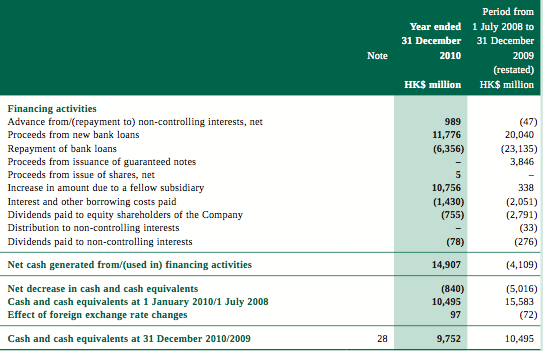 Period from
Year ended 1 July 2008 to
31 December 31 December
Note 2010 2009
(restated)
HK$ million HK$ million
Financing activities
Advance from/(repayment to) non-controlling interests, net 989 (47)
Proceeds from new bank loans 11,776 20,040
Repayment of bank loans (6,356) (23,135)
Proceeds from issuance of guaranteed notes – 3,846
Proceeds from issue of shares, net 5 –
Increase in amount due to a fellow subsidiary 10,756 338
Interest and other borrowing costs paid (1,430) (2,051)
Dividends paid to equity shareholders of the Company (755) (2,791)
Distribution to non-controlling interests – (33)
Dividends paid to non-controlling interests (78) (276)
Net cash generated from/(used in) financing activities 14,907 (4,109)
Net decrease in cash and cash equivalents (840) (5,016)
Cash and cash equivalents at 1 January 2010/1 July 2008 10,495 15,583
Effect of foreign exchange rate changes 97 (72)
Cash and cash equivalents at 31 December 2010/2009 28 9,752 10,495